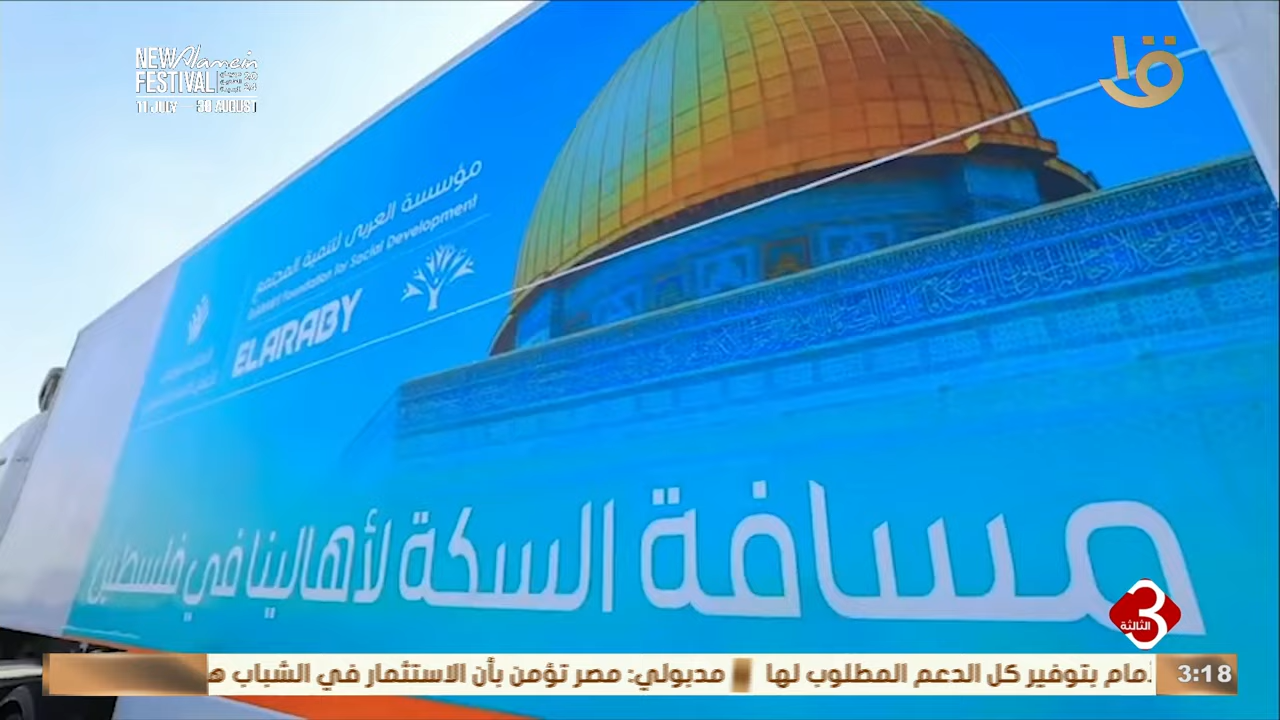 NEW Alamein
FESTIVAL
11 JULY — 30 AUGUST
مؤسسة العربي لتنمية المجتمع
Elaraby Foundation for Social Development
ELARABY
مسافة السكة لأهالينا في فلسطين
الثالثة
3
مام بتوفير كل الدعم المطلوب لها
مدبولي: مصر تؤمن بأن الاستثمار في الشباب
3:18